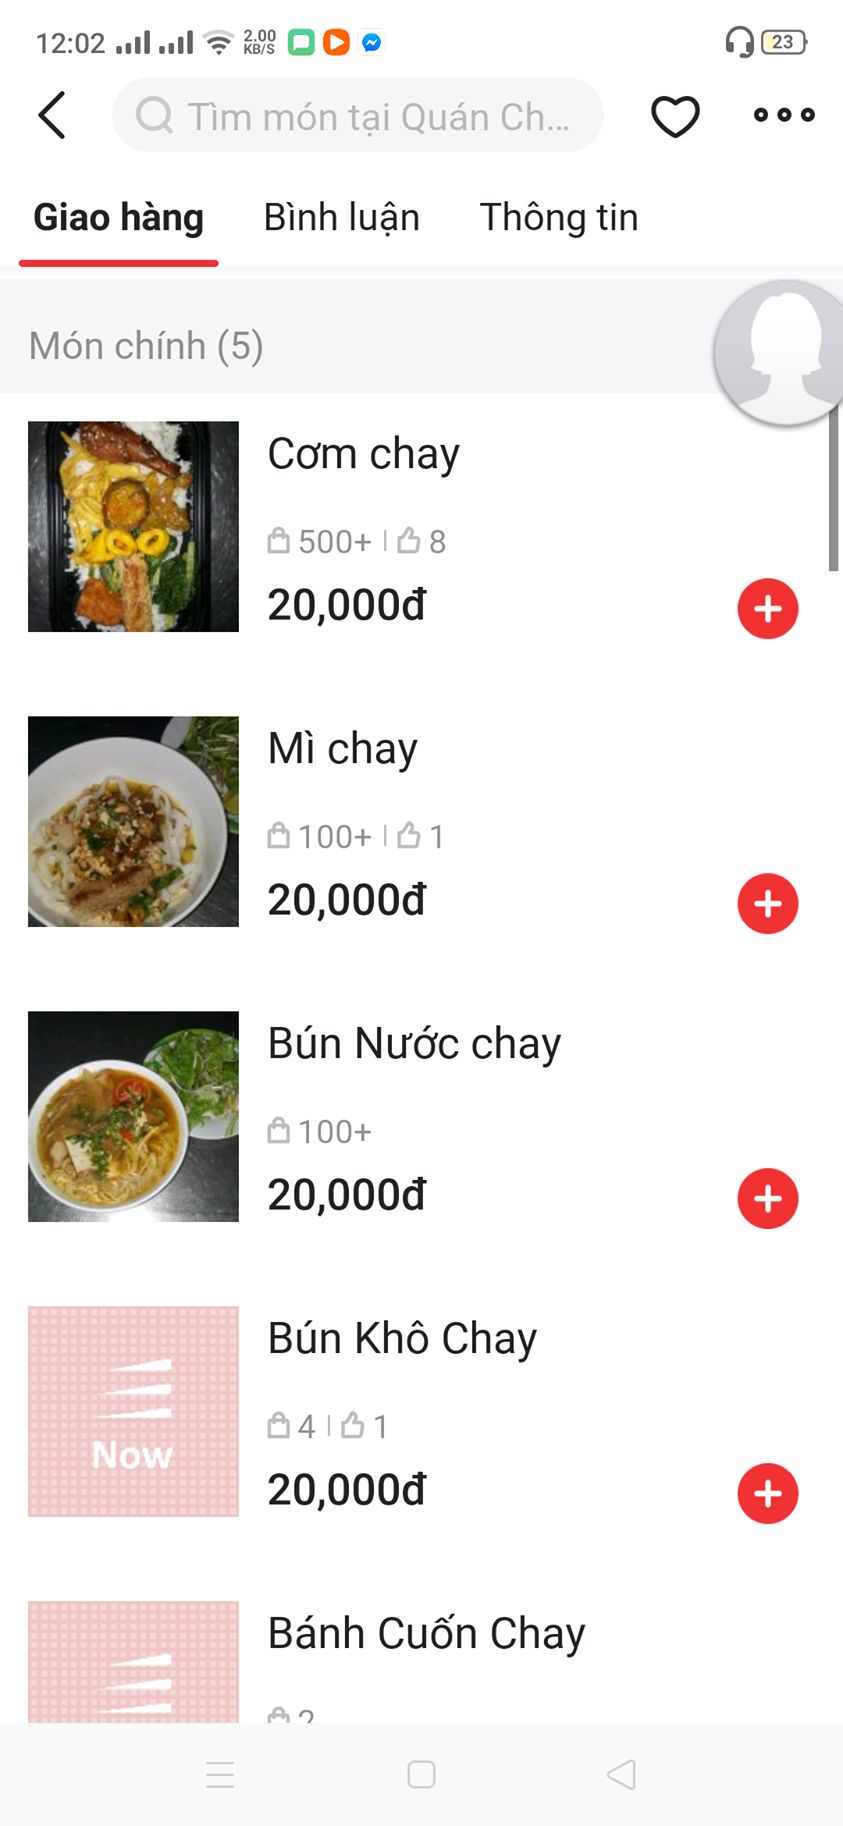 12:02 2.00 KB/S 23
Tìm món tại Quán Ch...
Giao hàng Bình luận Thông tin
Món chính (5)
Cơm chay
500+ 8
20,000đ
Mì chay
100+ 1
20,000đ
Bún Nước chay
100+
20,000đ
Bún Khô Chay
4 1
20,000đ
Now
Bánh Cuốn Chay
2